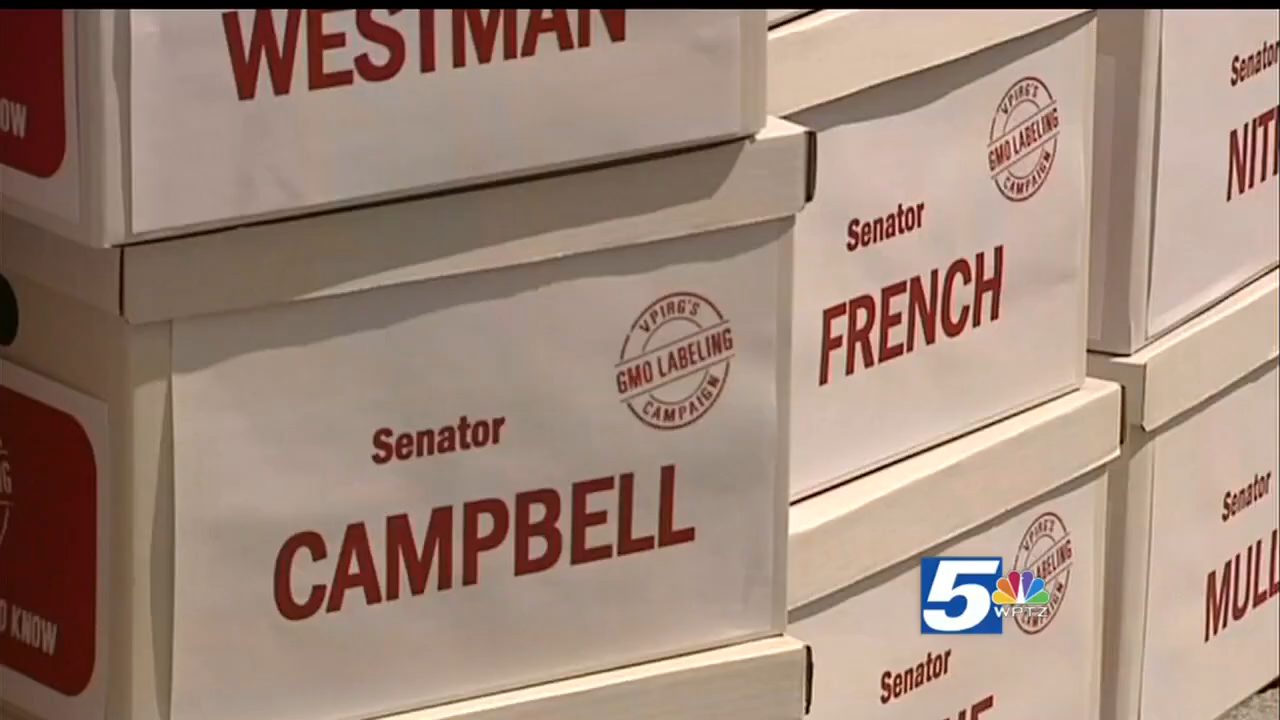 WESTMAN
OW
Senator
CAMPBELL
VPIRG'S
GMO LABELING
CAMPAIGN
KNOW
Senator
FRENCH
VPIRG'S
GMO LABELING
CAMPAIGN
Senator
Senator
Senator
5
WPTZ